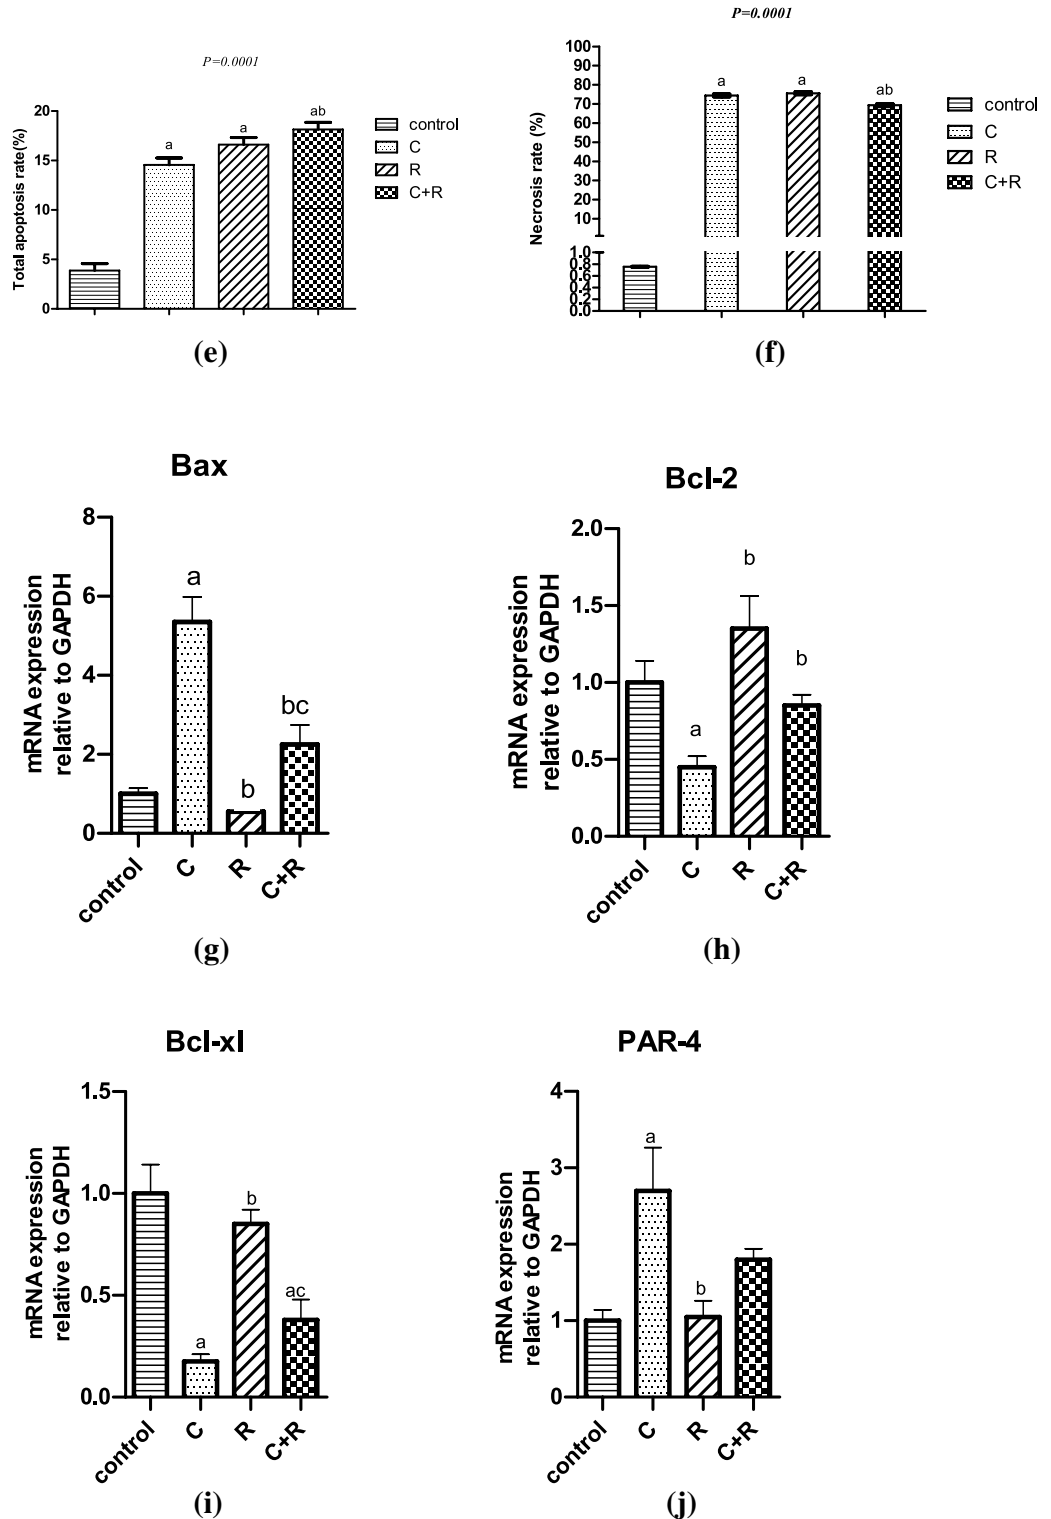 P=0.0001
Total apoptosis rate(%)
20
15
10
5
0
a
a
ab
control
C
R
C+R
(e)
P=0.0001
Necrosis rate (%)
100
90
80
70
60
50
40
30
20
10
1.0
0.8
0.6
0.4
0.2
0.0
a
a
ab
control
C
R
C+R
(f)
Bax
mRNA expression
relative to GAPDH
8
6
4
2
0
a
b
bc
control
C
R
C+R
(g)
Bcl-2
mRNA expression
relative to GAPDH
2.0
1.5
1.0
0.5
0.0
a
b
b
control
C
R
C+R
(h)
Bcl-xl
mRNA expression
relative to GAPDH
1.5
1.0
0.5
0.0
a
b
ac
control
C
R
C+R
(i)
PAR-4
mRNA expression
relative to GAPDH
4
3
2
1
0
a
b
control
C
R
C+R
(j)